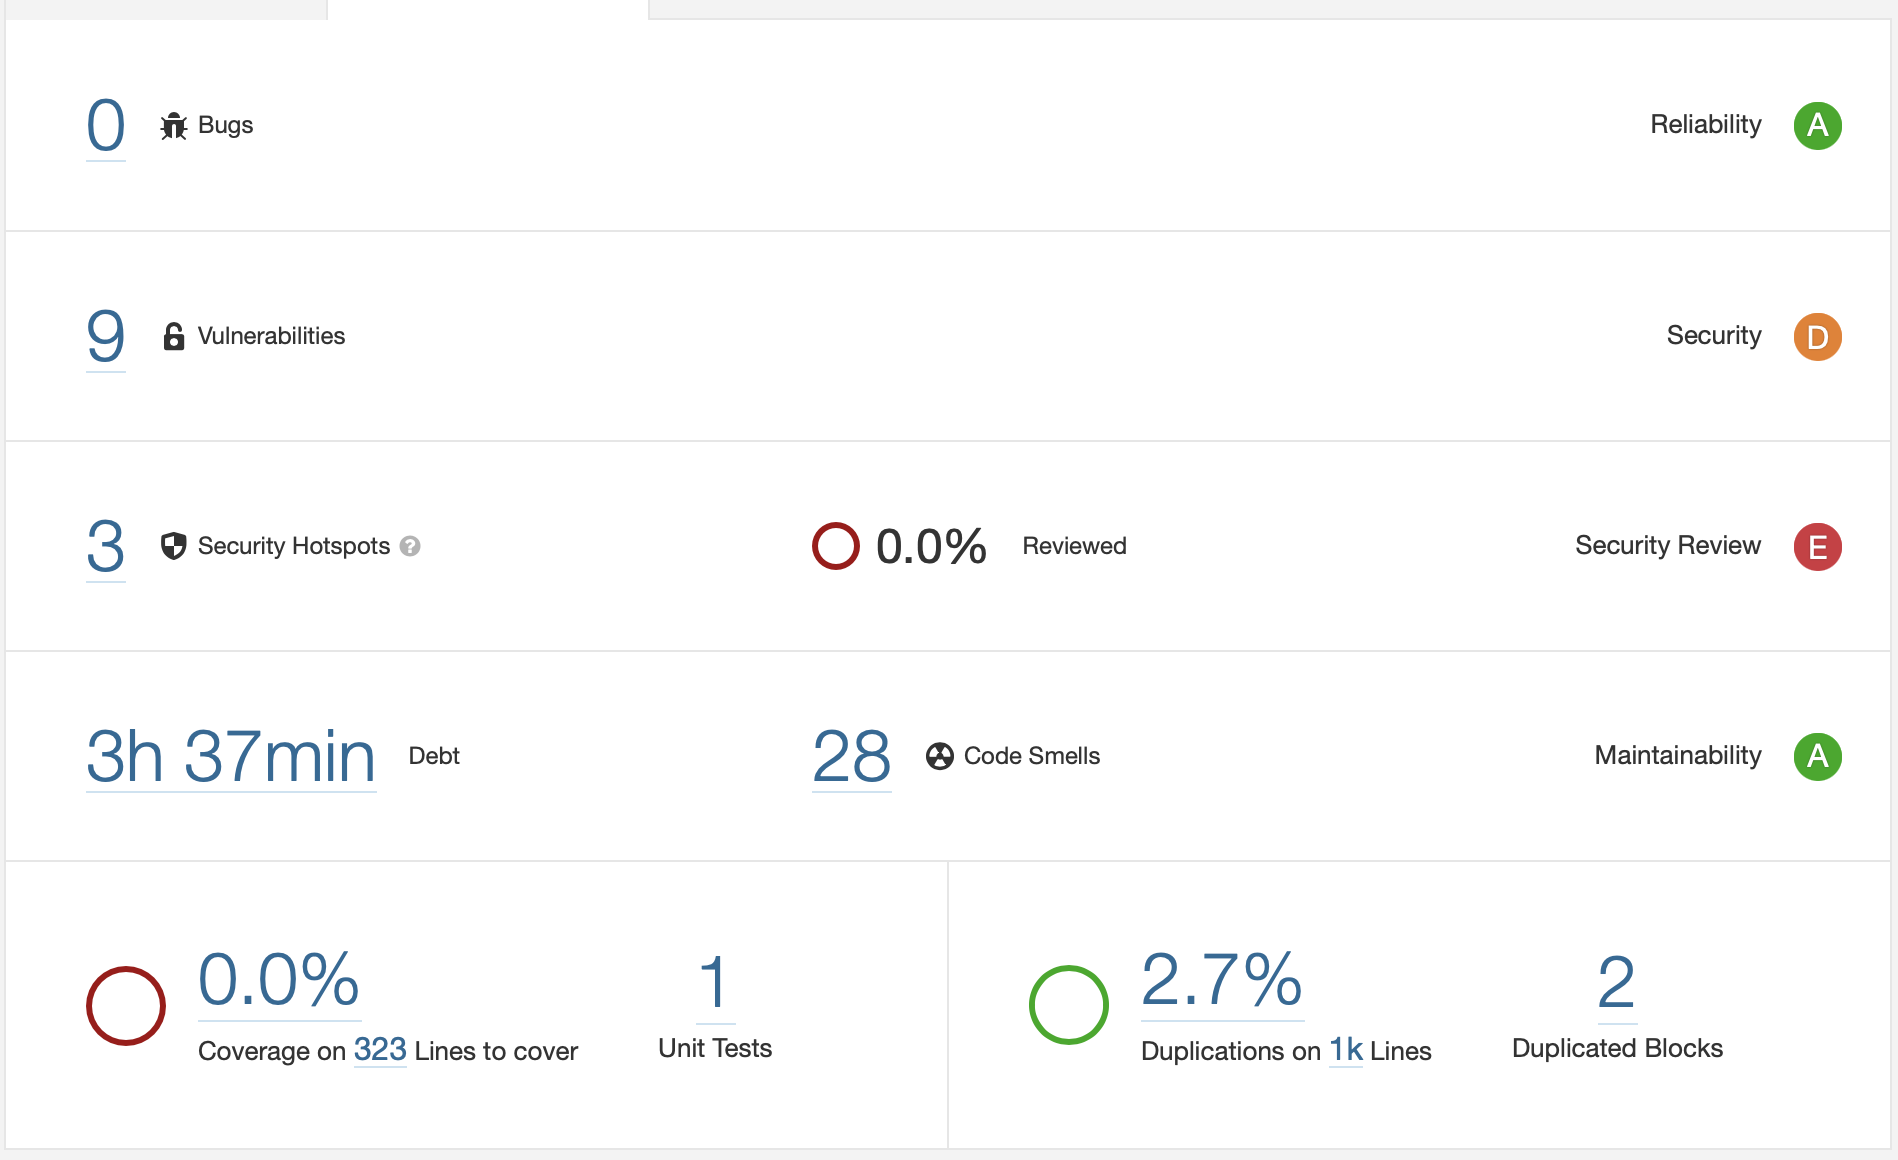 0 Bugs Reliability A
9 Vulnerabilities Security D
3 Security Hotspots ? 0.0% Reviewed Security Review E
3h 37min Debt 28 Code Smells Maintainability A
0.0%
Coverage on 323 Lines to cover
1
Unit Tests
2.7%
Duplications on 1k Lines
2
Duplicated Blocks